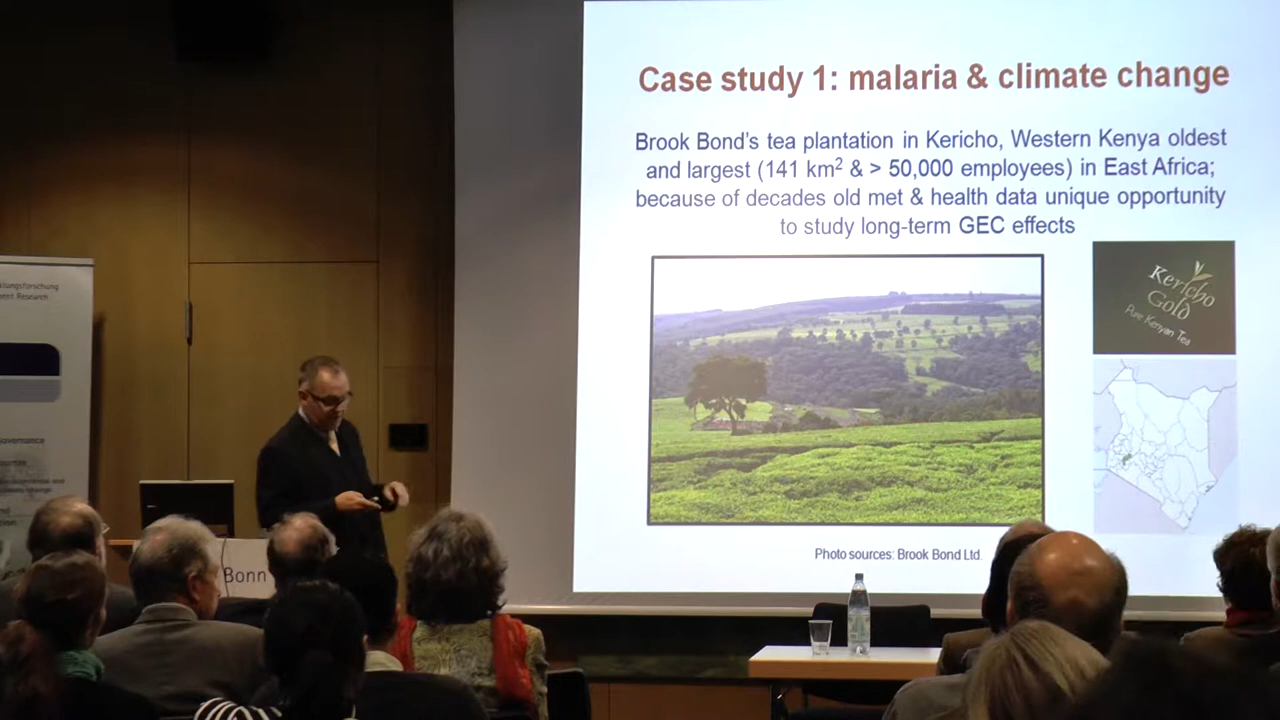 Case study 1: malaria & climate change
Brook Bond's tea plantation in Kericho, Western Kenya oldest
and largest (141 km² & > 50,000 employees) in East Africa;
because of decades old met & health data unique opportunity
to study long-term GEC effects
Kericho
Gold
Pure Kenyan Tea
Photo sources: Brook Bond Ltd.
Bonn